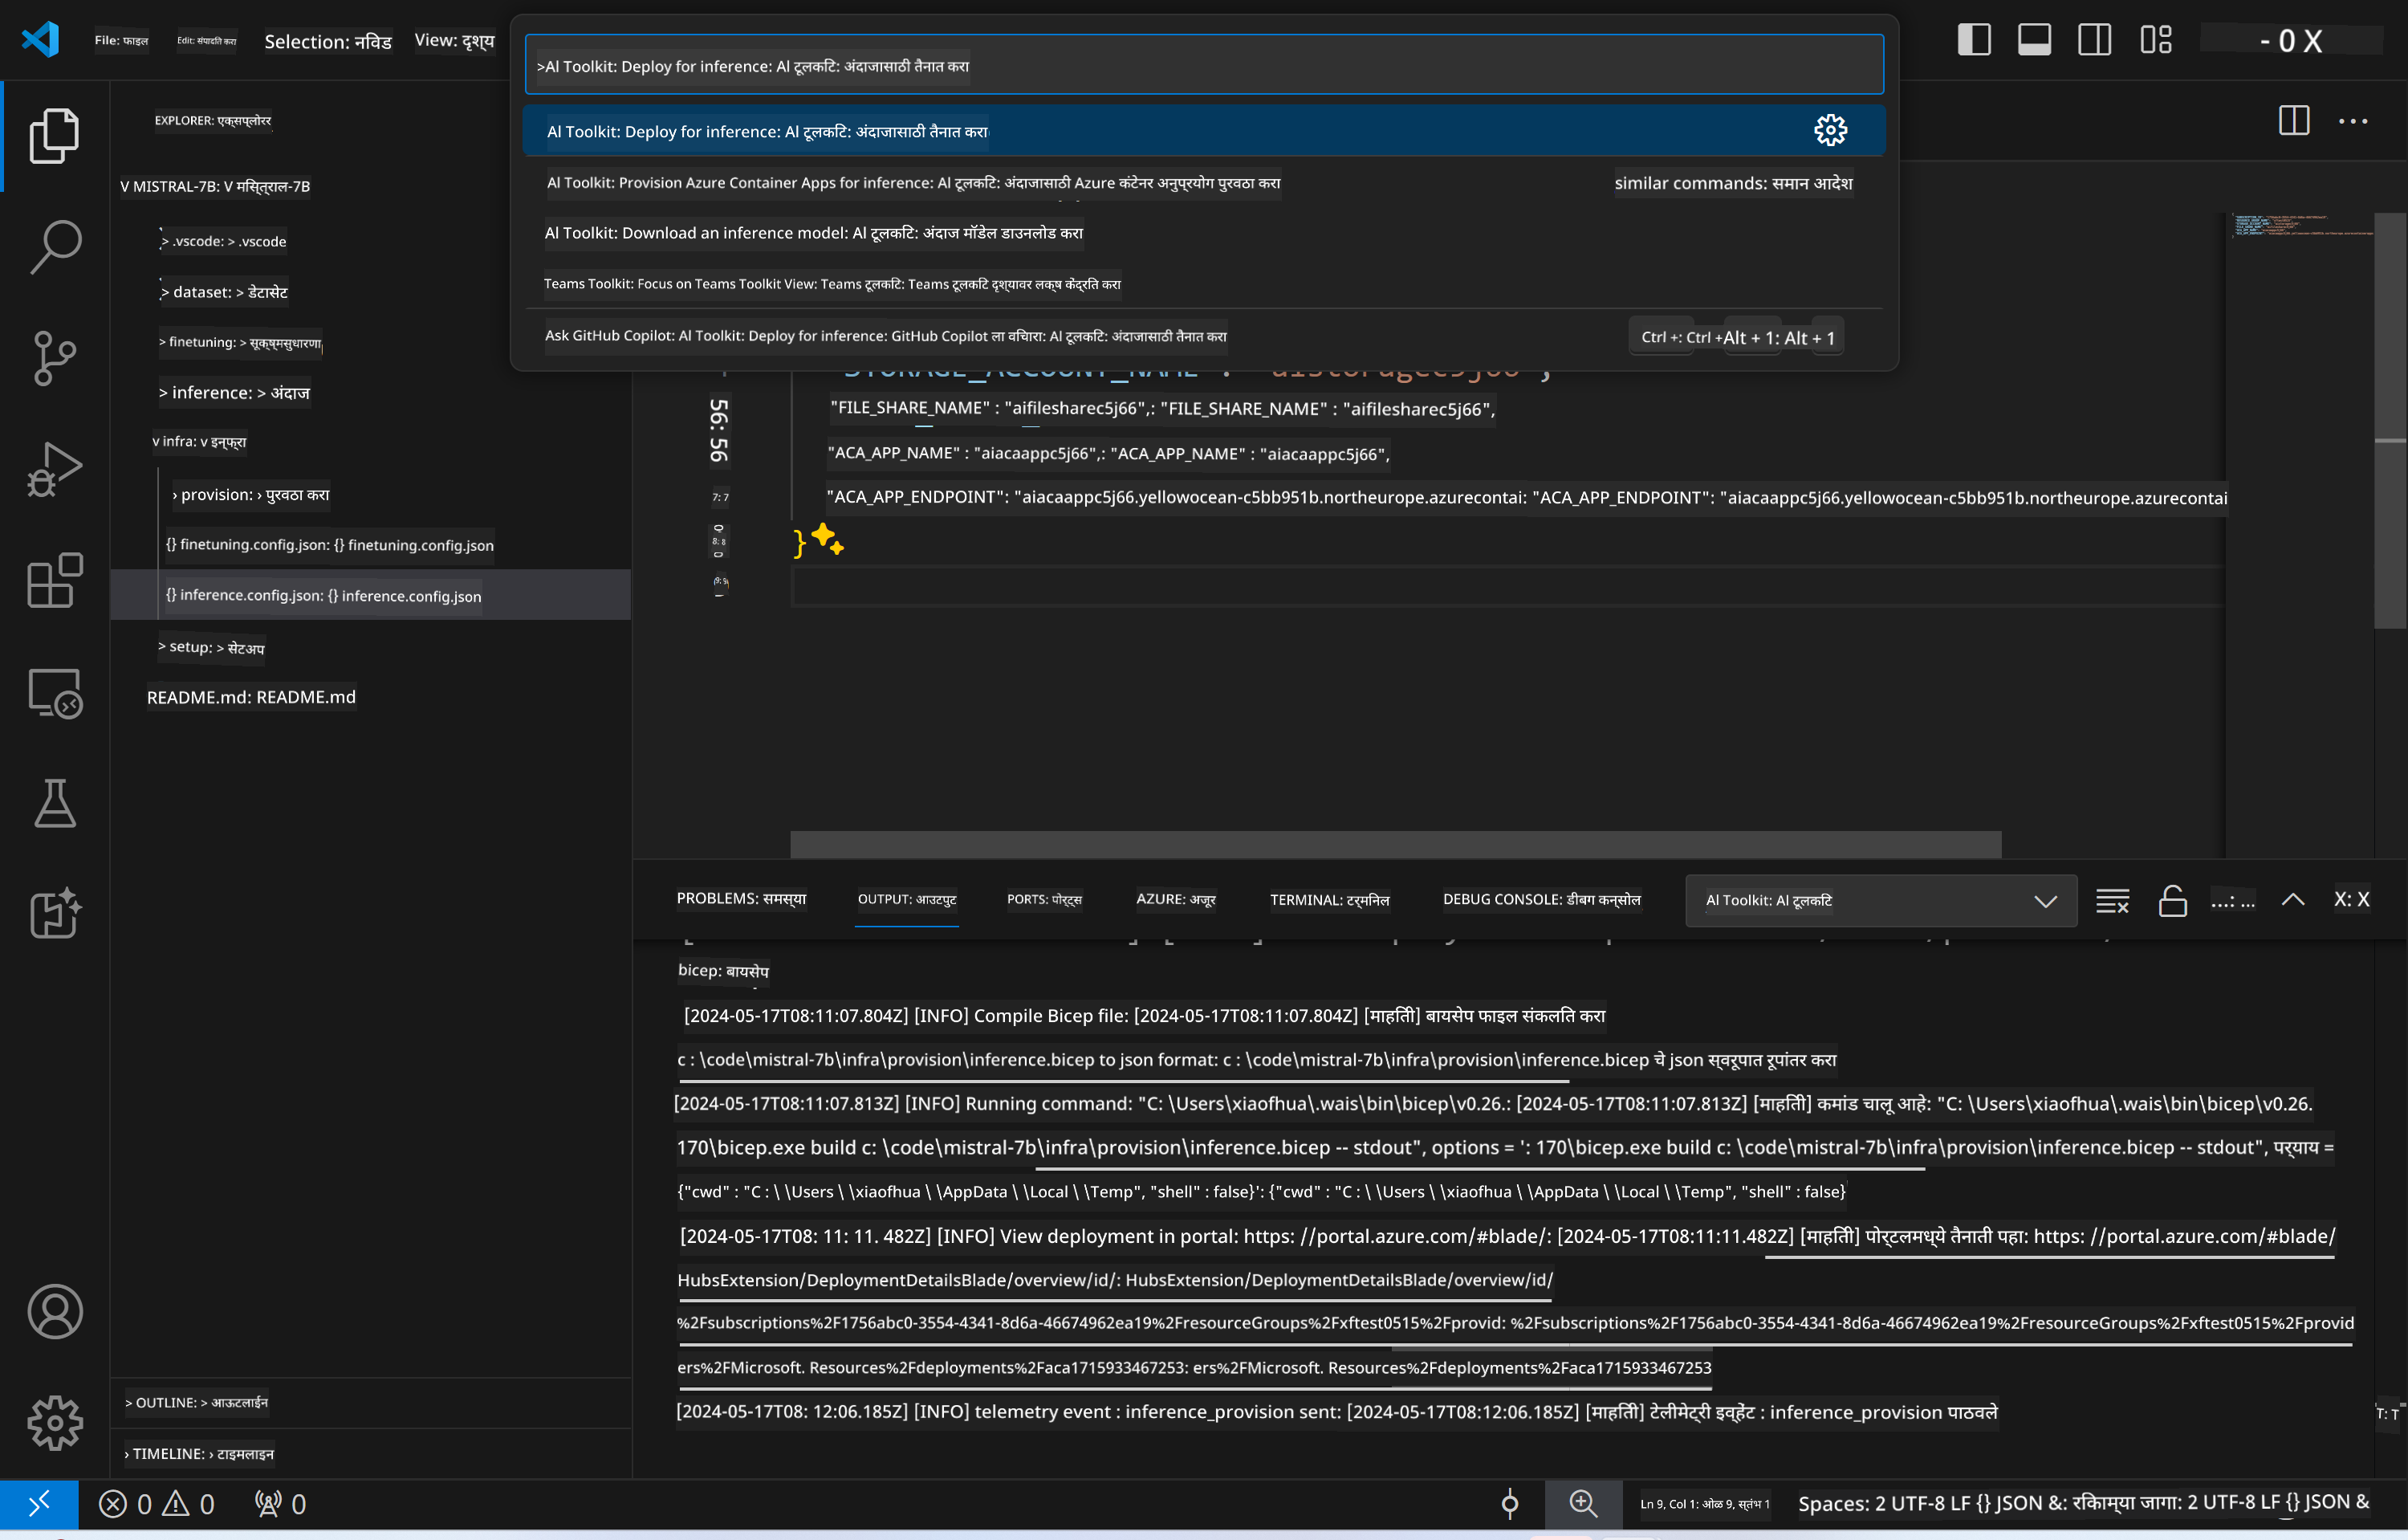 File: फाइल
Edit: संपादित करा
Selection: निवड
View: दृश्य
- 0 X
>Al Toolkit: Deploy for inference: Al टूलकिट: अंदाजासाठी तैनात करा
Al Toolkit: Deploy for inference: Al टूलकिट: अंदाजासाठी तैनात करा
Al Toolkit: Provision Azure Container Apps for inference: Al टूलकिट: अंदाजासाठी Azure कंटेनर अनुप्रयोग पुरवठा करा
similar commands: समान आदेश
Al Toolkit: Download an inference model: Al टूलकिट: अंदाज मॉडेल डाउनलोड करा
Teams Toolkit: Focus on Teams Toolkit View: Teams टूलकिट: Teams टूलकिट दृश्यावर लक्ष केंद्रित करा
Ask GitHub Copilot: Al Toolkit: Deploy for inference: GitHub Copilot ला विचारा: Al टूलकिट: अंदाजासाठी तैनात करा
Ctrl +: Ctrl +Alt + 1: Alt + 1
EXPLORER: एक्सप्लोरर
V MISTRAL-7B: V मिस्त्राल-7B
> .vscode: > .vscode
> dataset: > डेटासेट
> finetuning: > सूक्ष्मसुधारणा
> inference: > अंदाज
v infra: v इन्फ्रा
› provision: › पुरवठा करा
{} finetuning.config.json: {} finetuning.config.json
{} inference.config.json: {} inference.config.json
> setup: > सेटअप
README.md: README.md
> OUTLINE: > आऊटलाईन
› TIMELINE: › टाइमलाइन
56: 56
"FILE_SHARE_NAME" : "aifilesharec5j66",: "FILE_SHARE_NAME" : "aifilesharec5j66",
"ACA_APP_NAME" : "aiacaappc5j66",: "ACA_APP_NAME" : "aiacaappc5j66",
7: 7
"ACA_APP_ENDPOINT": "aiacaappc5j66.yellowocean-c5bb951b.northeurope.azurecontai: "ACA_APP_ENDPOINT": "aiacaappc5j66.yellowocean-c5bb951b.northeurope.azurecontai
8: 8
}
9: 9
PROBLEMS: समस्या
OUTPUT: आउटपुट
PORTS: पोर्ट्स
AZURE: अजूर
TERMINAL: टर्मिनल
DEBUG CONSOLE: डीबग कन्सोल
Al Toolkit: Al टूलकिट
...: ...
X: X
bicep: बायसेप
[2024-05-17T08:11:07.804Z] [INFO] Compile Bicep file: [2024-05-17T08:11:07.804Z] [माहिती] बायसेप फाइल संकलित करा
c : \code\mistral-7b\infra\provision\inference.bicep to json format: c : \code\mistral-7b\infra\provision\inference.bicep चे json स्वरूपात रूपांतर करा
[2024-05-17T08:11:07.813Z] [INFO] Running command: "C: \Users\xiaofhua\.wais\bin\bicep\v0.26.: [2024-05-17T08:11:07.813Z] [माहिती] कमांड चालू आहे: "C: \Users\xiaofhua\.wais\bin\bicep\v0.26.
170\bicep.exe build c: \code\mistral-7b\infra\provision\inference.bicep -- stdout", options = ': 170\bicep.exe build c: \code\mistral-7b\infra\provision\inference.bicep -- stdout", पर्याय =
{"cwd" : "C : \ \Users \ \xiaofhua \ \AppData \ \Local \ \Temp", "shell" : false}': {"cwd" : "C : \ \Users \ \xiaofhua \ \AppData \ \Local \ \Temp", "shell" : false}
[2024-05-17T08: 11: 11. 482Z] [INFO] View deployment in portal: https: //portal.azure.com/#blade/: [2024-05-17T08:11:11.482Z] [माहिती] पोर्टलमध्ये तैनाती पहा: https: //portal.azure.com/#blade/
HubsExtension/DeploymentDetailsBlade/overview/id/: HubsExtension/DeploymentDetailsBlade/overview/id/
%2Fsubscriptions%2F1756abc0-3554-4341-8d6a-46674962ea19%2FresourceGroups%2Fxftest0515%2Fprovid: %2Fsubscriptions%2F1756abc0-3554-4341-8d6a-46674962ea19%2FresourceGroups%2Fxftest0515%2Fprovid
ers%2FMicrosoft. Resources%2Fdeployments%2Faca1715933467253: ers%2FMicrosoft. Resources%2Fdeployments%2Faca1715933467253
[2024-05-17T08: 12:06.185Z] [INFO] telemetry event : inference_provision sent: [2024-05-17T08:12:06.185Z] [माहिती] टेलीमेट्री इव्हेंट : inference_provision पाठवले
T: T
0
0
0
Ln 9, Col 1: ओळ 9, स्तंभ 1
Spaces: 2 UTF-8 LF {} JSON &: रिकाम्या जागा: 2 UTF-8 LF {} JSON &